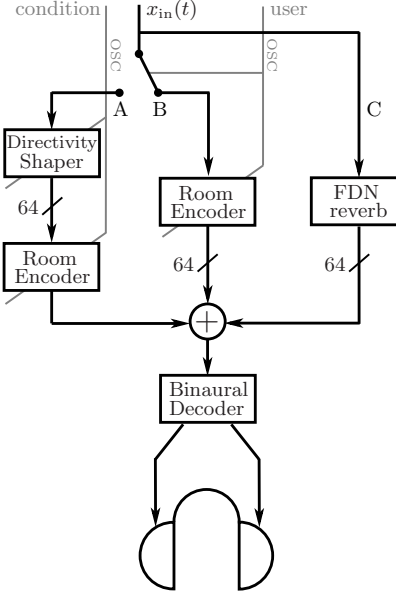 condition
x_in(t)
user
OSC
OSC
A
B
C
Directivity
Shaper
Room
Encoder
FDN
reverb
64
64
64
Room
Encoder
+
Binaural
Decoder